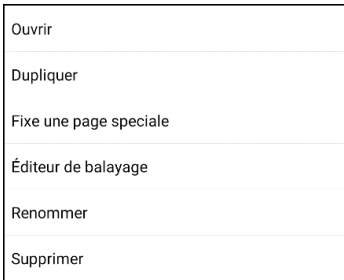 Ouvrir
Dupliquer
Fixe une page speciale
Éditeur de balayage
Renommer
Supprimer